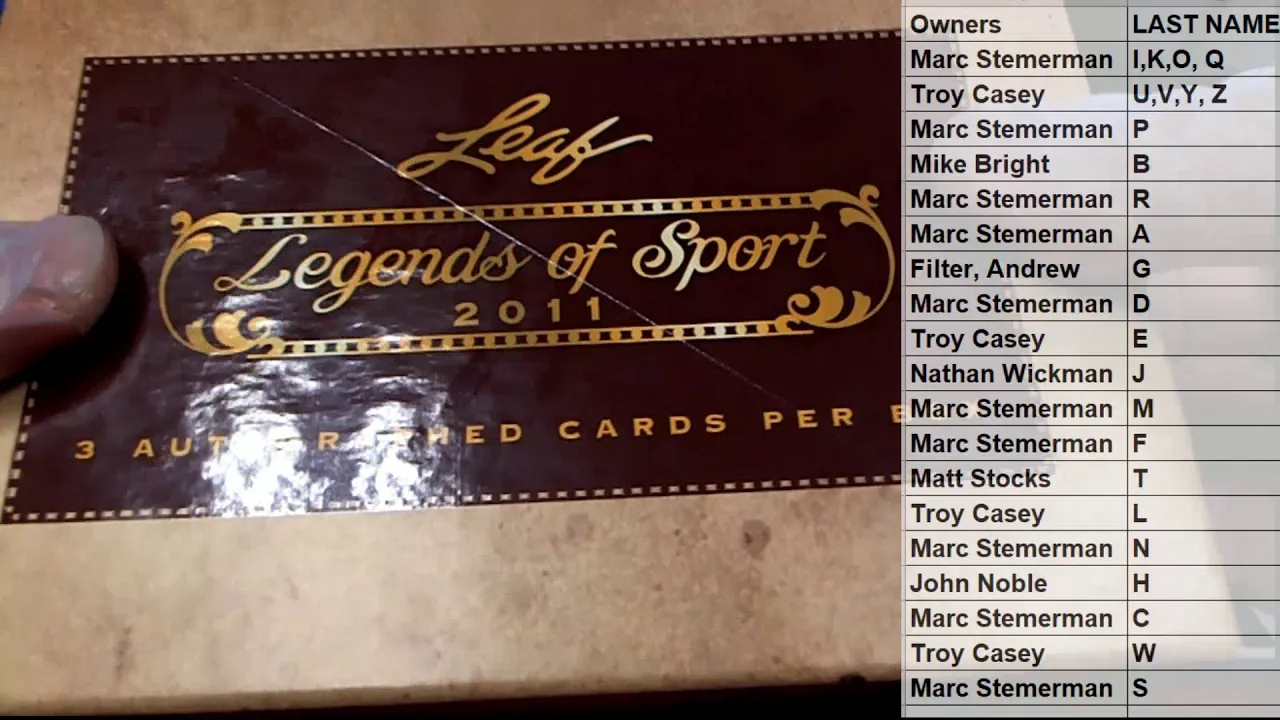 Leaf
Legends of Sport
2011
3 AUTOGRAPHED CARDS PER
Owners LAST NAME
Marc Stemerman I,K,O, Q
Troy Casey U,V,Y, Z
Marc Stemerman P
Mike Bright B
Marc Stemerman R
Marc Stemerman A
Filter, Andrew G
Marc Stemerman D
Troy Casey E
Nathan Wickman J
Marc Stemerman M
Marc Stemerman F
Matt Stocks T
Troy Casey L
Marc Stemerman N
John Noble H
Marc Stemerman C
Troy Casey W
Marc Stemerman S